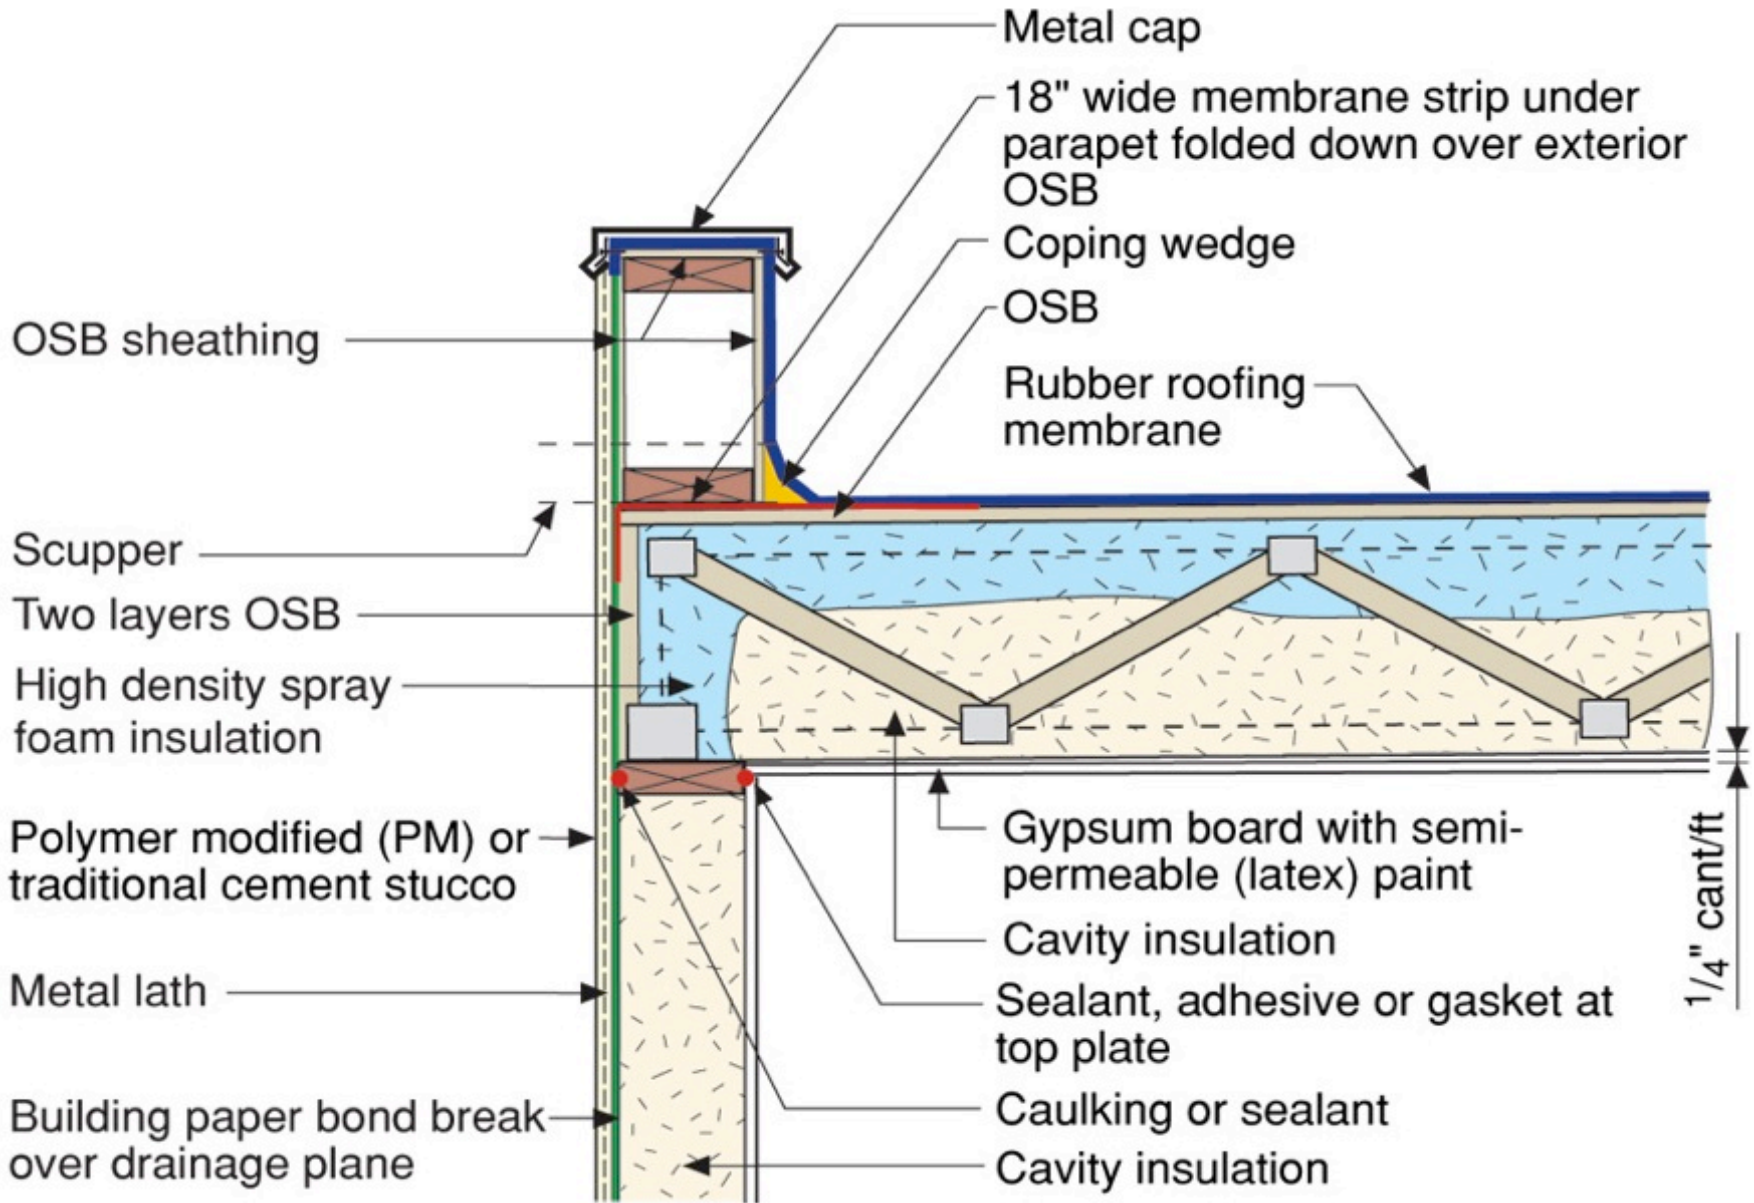 Metal cap
18" wide membrane strip under
parapet folded down over exterior
OSB
Coping wedge
OSB
Rubber roofing
membrane
OSB sheathing
Scupper
Two layers OSB
High density spray
foam insulation
Polymer modified (PM) or
traditional cement stucco
Metal lath
Building paper bond break
over drainage plane
Gypsum board with semi-
permeable (latex) paint
Cavity insulation
Sealant, adhesive or gasket at
top plate
Caulking or sealant
Cavity insulation
1/4" cant/ft